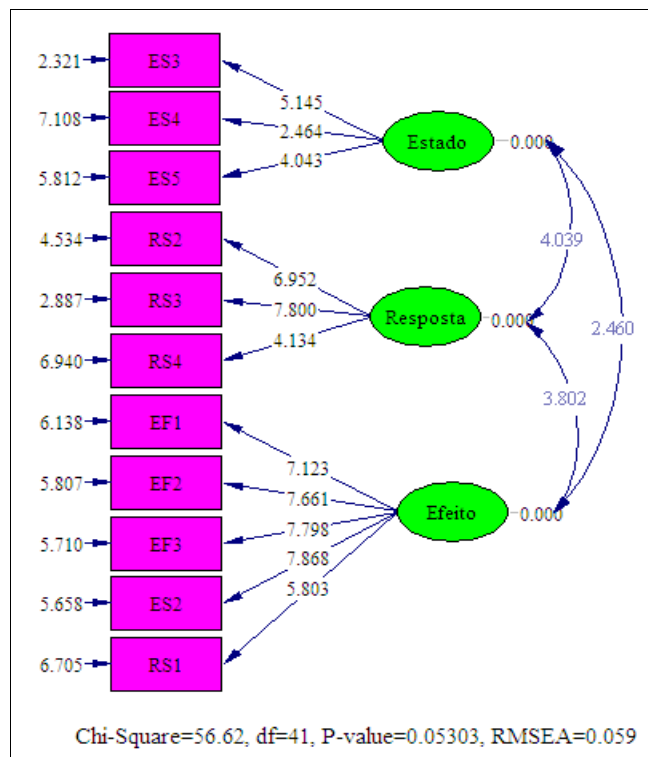 2.321 ES3
5.145
7.108 ES4
2.464
Estado 0.000
4.043
5.812 ES5
4.534 RS2
4.039
6.952
2.887 RS3
7.800
Resposta 0.000
2.460
4.134
6.940 RS4
3.802
6.138 EF1
7.123
5.807 EF2
7.661
Efeito 0.000
7.798
5.710 EF3
7.868
5.803
5.658 ES2
6.705 RS1
Chi-Square=56.62, df=41, P-value=0.05303, RMSEA=0.059